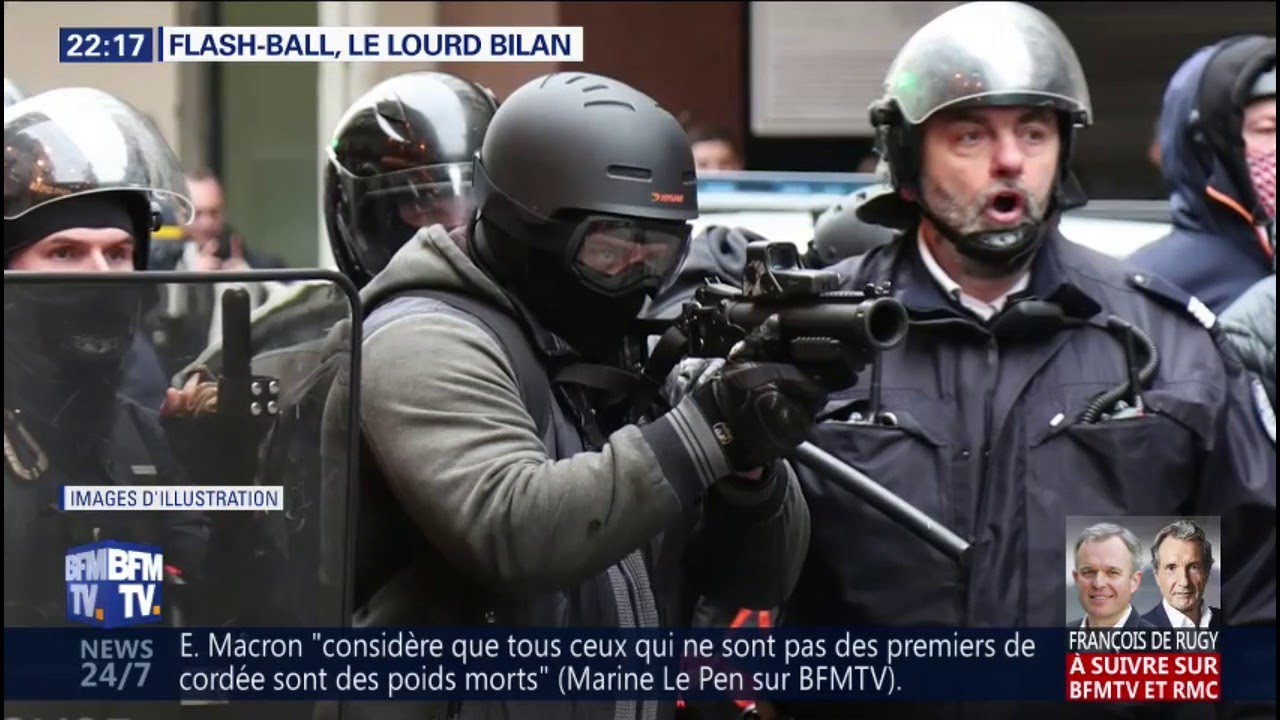 22:17 FLASH-BALL, LE LOURD BILAN
IMAGES D'ILLUSTRATION
BFM BFM
TV. TV.
NEWS
24/7
E. Macron "considère que tous ceux qui ne sont pas des premiers de
cordée sont des poids morts" (Marine Le Pen sur BFMTV).
FRANÇOIS DE RUGY
À SUIVRE SUR
BFMTV ET RMC